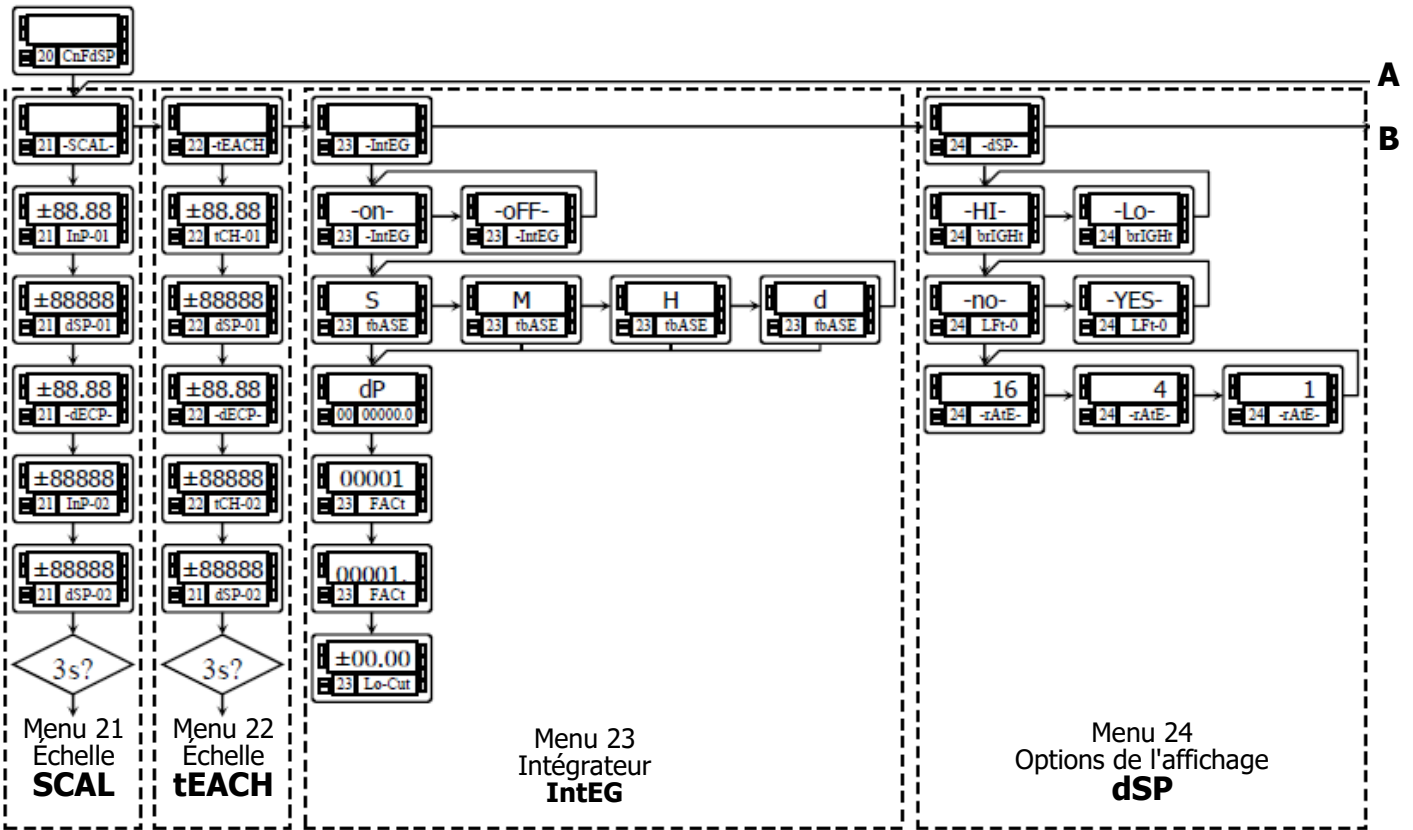 20 CnFdSP
A
21 -SCAL-
22 -tEACH
23 -IntEG
24 -dSP-
B
±88.88
21 InP-01
±88888
21 dSP-01
±88.88
21 -dECP-
±88888
21 InP-02
±88888
21 dSP-02
3s?
Menu 21
Échelle
SCAL
±88.88
22 tCH-01
±88888
22 dSP-01
±88.88
22 -dECP-
±88888
22 tCH-02
±88888
21 dSP-02
3s?
Menu 22
Échelle
tEACH
-on-
23 -IntEG
-oFF-
23 -IntEG
S
23 tbASE
M
23 tbASE
H
23 tbASE
d
23 tbASE
dP
00 00000.0
00001
23 FACt
00001.
23 FACt
±00.00
23 Lo-Cut
Menu 23
Intégrateur
IntEG
-HI-
24 brIGHt
-Lo-
24 brIGHt
-no-
24 LFt-0
-YES-
24 LFt-0
16
24 -rAtE-
4
24 -rAtE-
1
24 -rAtE-
Menu 24
Options de l'affichage
dSP